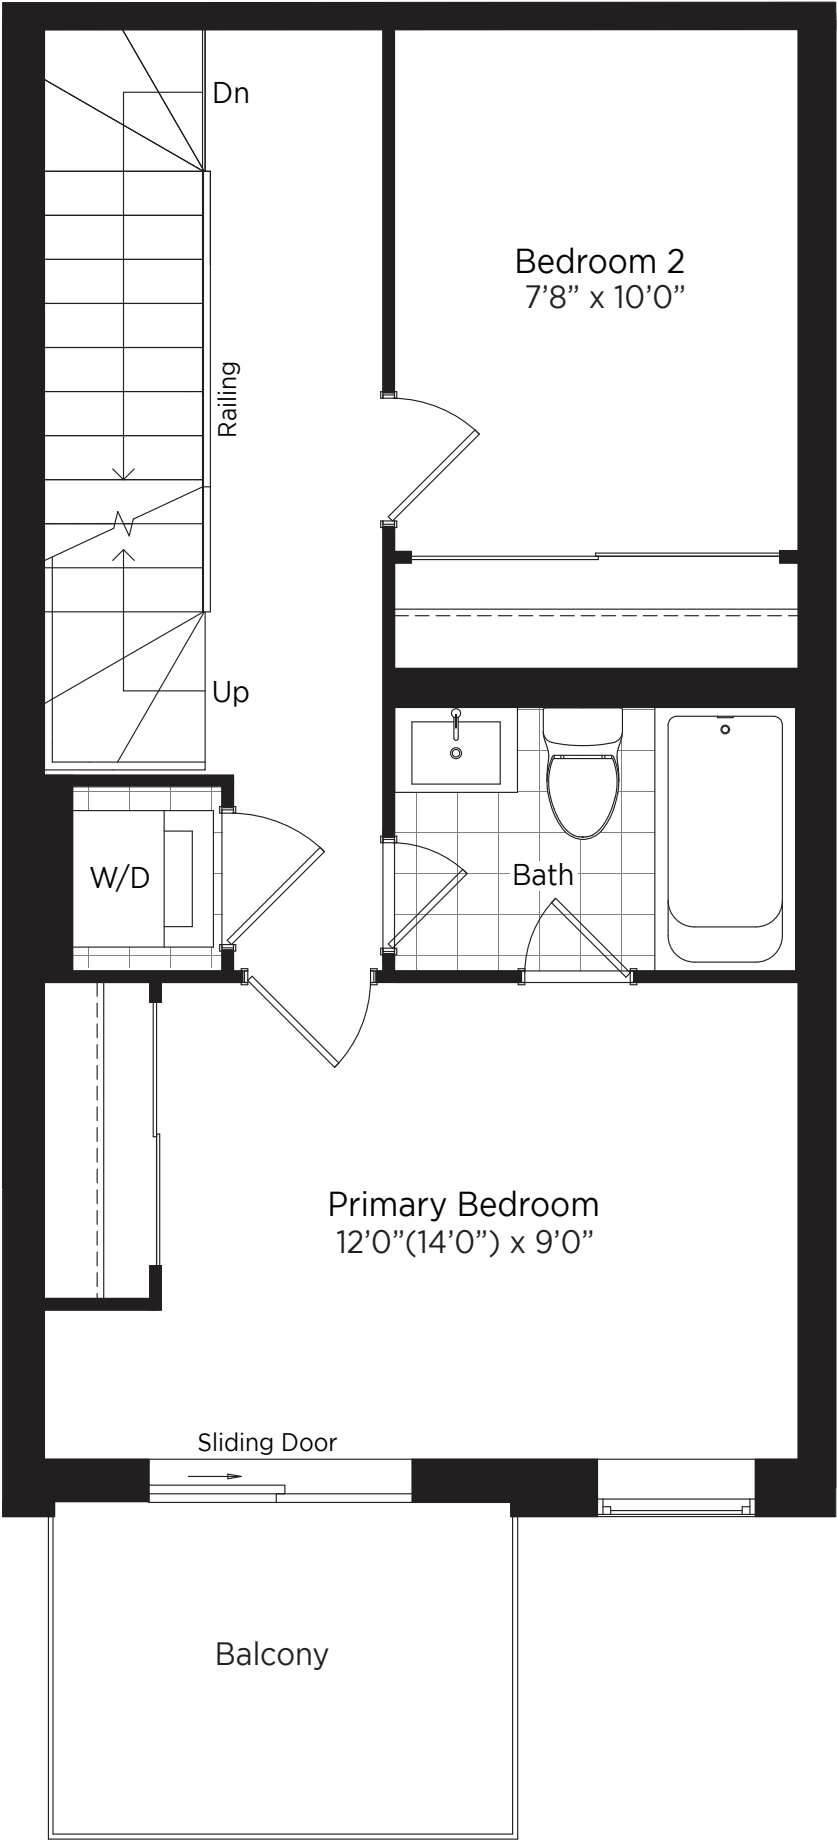 Dn
Bedroom 2
7’8” x 10’0”
Railing
Up
W/D
Bath
Primary Bedroom
12’0”(14’0”) x 9’0”
Sliding Door
Balcony